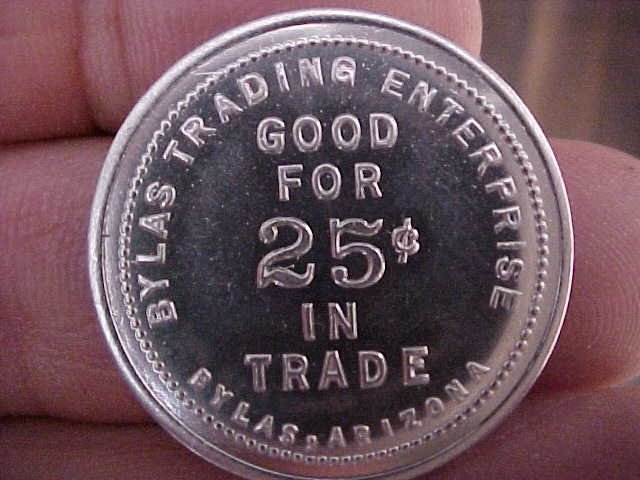 BYLAS TRADING ENTERPRISE
GOOD
FOR
25¢
IN
TRADE
BYLAS, ARIZONA